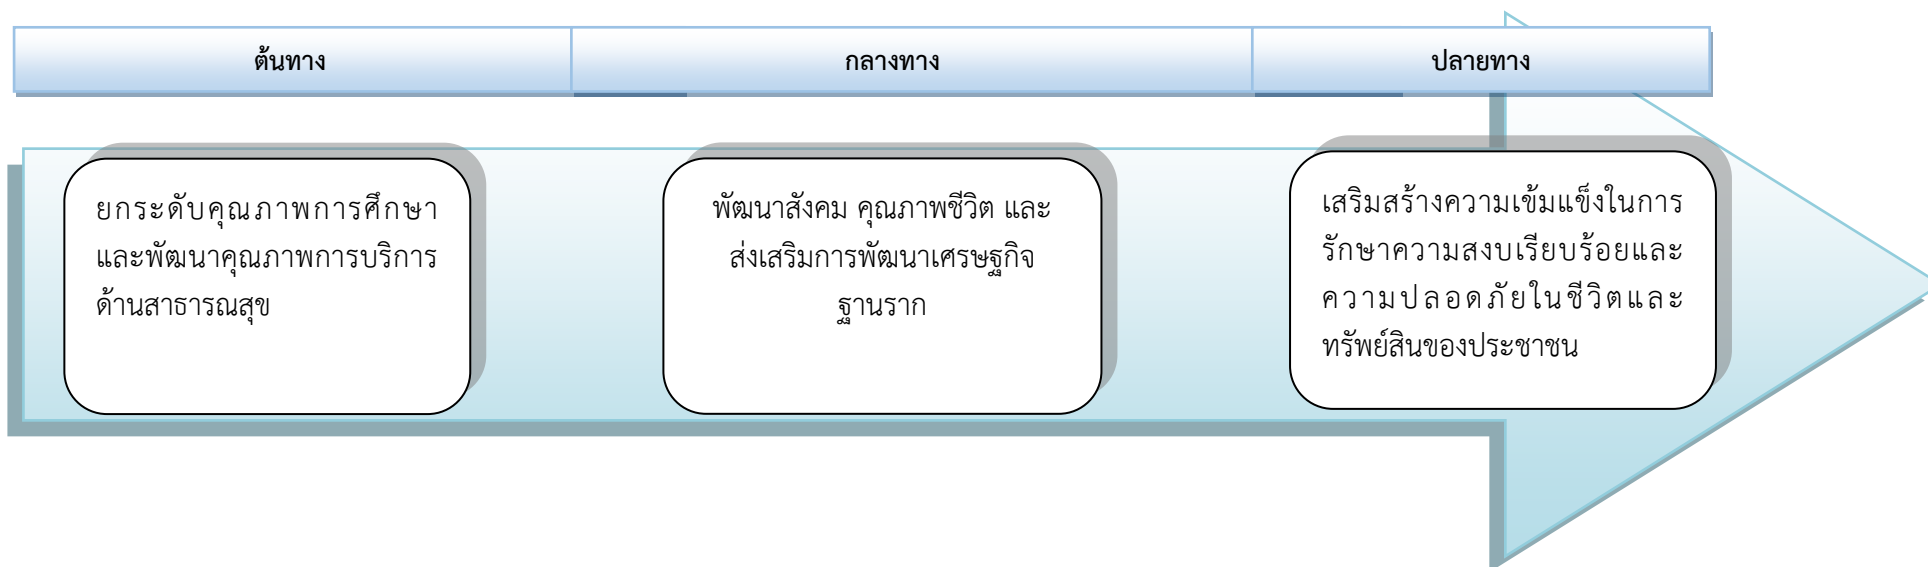 ต้นทาง
กลางทาง
ปลายทาง
ยกระดับคุณภาพการศึกษา
และพัฒนาคุณภาพการบริการ
ด้านสาธารณสุข
พัฒนาสังคม คุณภาพชีวิต และ
ส่งเสริมการพัฒนาเศรษฐกิจ
ฐานราก
เสริมสร้างความเข้มแข็งในการ
รักษาความสงบเรียบร้อยและ
ความปลอดภัยในชีวิตและ
ทรัพย์สินของประชาชน